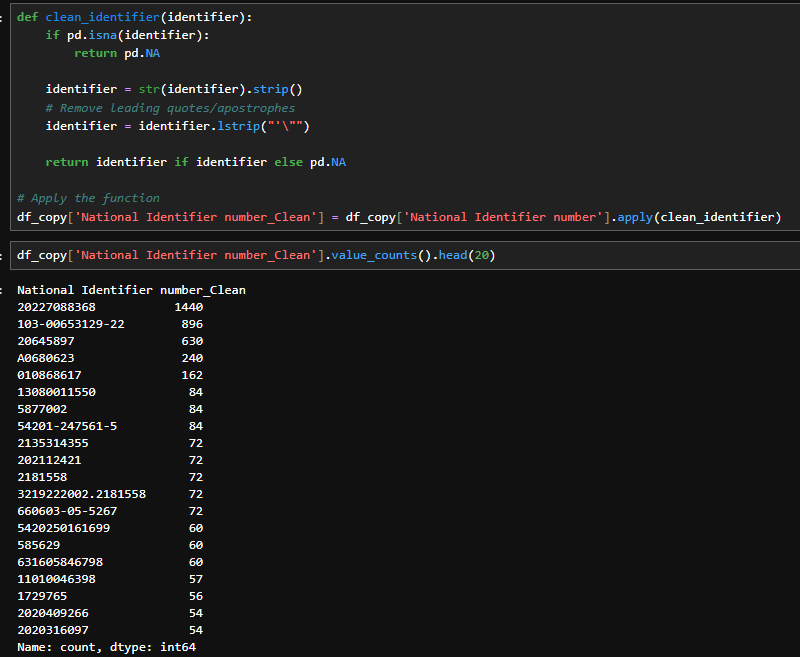 def clean_identifier(identifier):
    if pd.isna(identifier):
        return pd.NA

    identifier = str(identifier).strip()
    # Remove leading quotes/apostrophes
    identifier = identifier.lstrip("'\"")

    return identifier if identifier else pd.NA

# Apply the function
df_copy['National Identifier number_Clean'] = df_copy['National Identifier number'].apply(clean_identifier)
df_copy['National Identifier number_Clean'].value_counts().head(20)
National Identifier number_Clean
20227088368           1440
103-00653129-22        896
20645897               630
A0680623               240
010868617              162
13080011550             84
5877002                 84
54201-247561-5          84
2135314355              72
202112421               72
2181558                 72
3219222002.2181558      72
660603-05-5267          72
5420250161699           60
585629                  60
631605846798            60
11010046398             57
1729765                 56
2020409266              54
2020316097              54
Name: count, dtype: int64